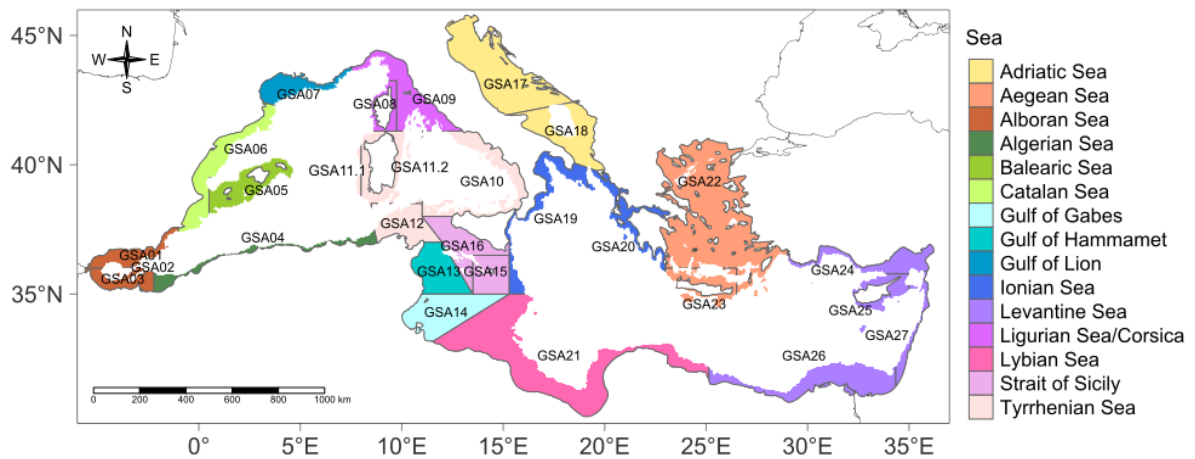 45°N
40°N
35°N
N
W E
S
GSA17
GSA07
GSA08
GSA09
GSA18
GSA06
GSA11.1
GSA11.2
GSA05
GSA10
GSA22
GSA12
GSA19
GSA04
GSA20
GSA01
GSA16
GSA02
GSA03
GSA13
GSA15
GSA24
GSA23
GSA25
GSA14
GSA27
GSA21
GSA26
0 200 400 600 800 1000 km
0° 5°E 10°E 15°E 20°E 25°E 30°E 35°E
Sea
Adriatic Sea
Aegean Sea
Alboran Sea
Algerian Sea
Balearic Sea
Catalan Sea
Gulf of Gabes
Gulf of Hammamet
Gulf of Lion
Ionian Sea
Levantine Sea
Ligurian Sea/Corsica
Lybian Sea
Strait of Sicily
Tyrrhenian Sea